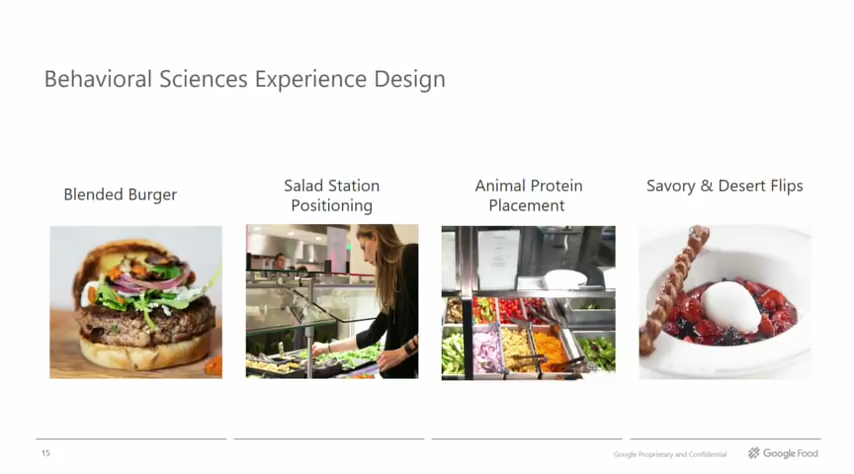 Behavioral Sciences Experience Design
Blended Burger
Salad Station
Positioning
Animal Protein
Placement
Savory & Desert Flips
15
Google Proprietary and Confidential
Google Food